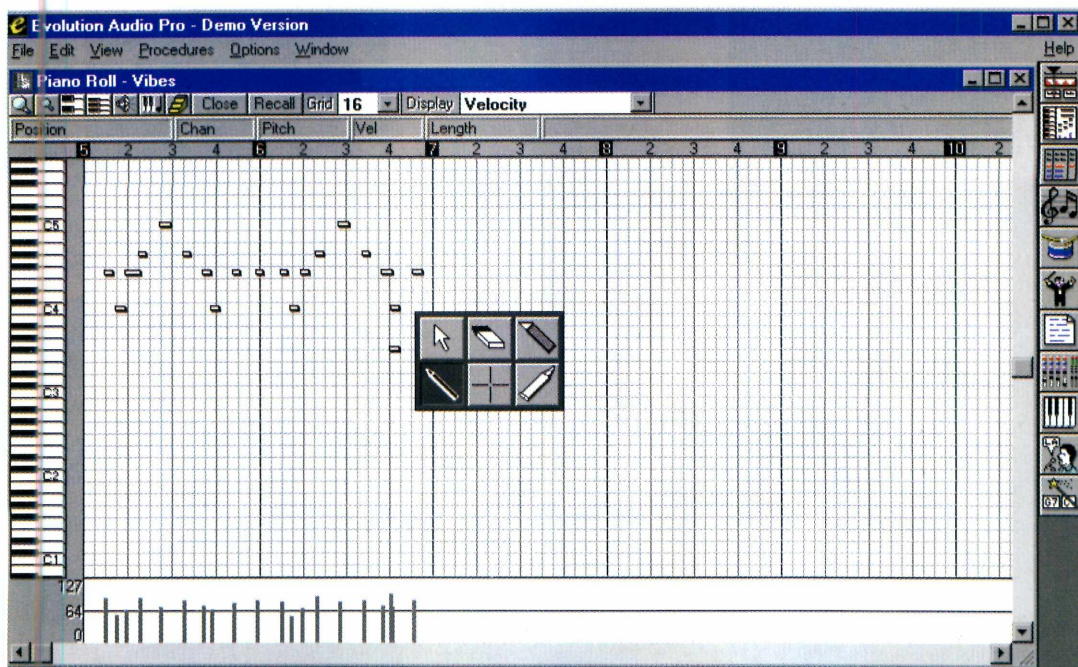 e Evolution Audio Pro - Demo Version
File Edit View Procedures Options Window Help
Piano Roll - Vibes
Close Recall Grid 16 Display Velocity
Position Chan Pitch Vel Length
5 2 3 4 6 2 3 4 7 2 3 4 8 2 3 4 9 2 3 4 10 2
C5
C4
C3
C2
C1
127
64
0
LA
G7 C